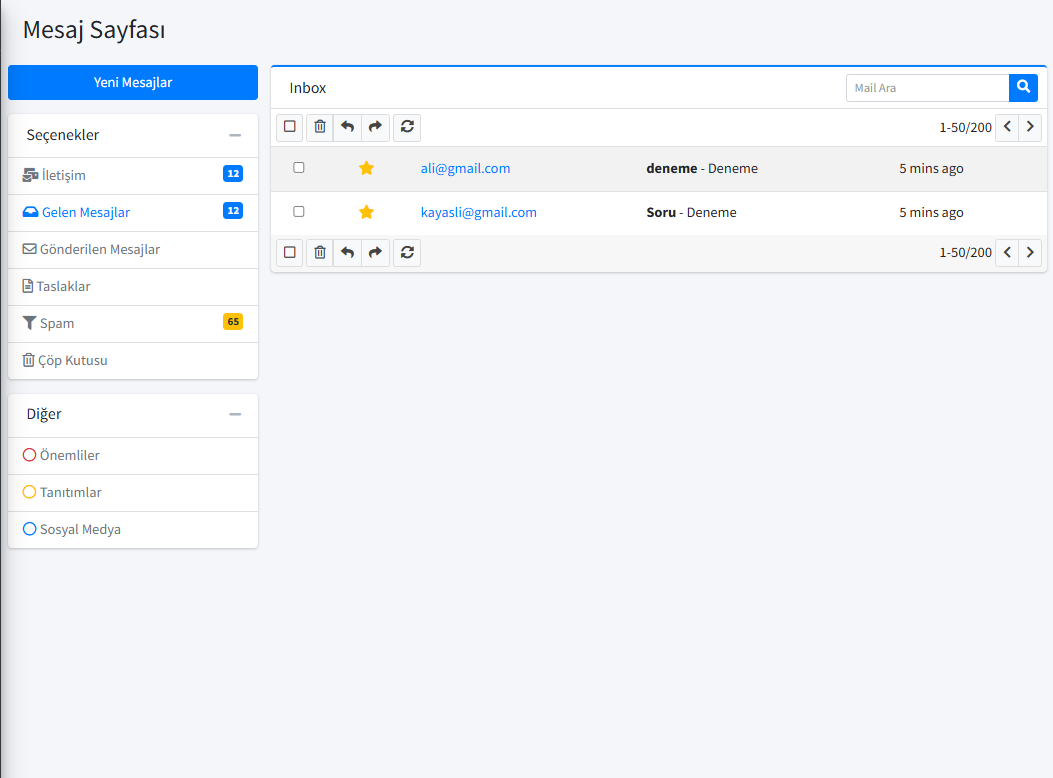 Mesaj Sayfası
Yeni Mesajlar
Seçenekler
İletişim 12
Gelen Mesajlar 12
Gönderilen Mesajlar
Taslaklar
Spam 65
Çöp Kutusu
Diğer
Önemliler
Tanıtımlar
Sosyal Medya
Inbox
Mail Ara
1-50/200
ali@gmail.com deneme - Deneme 5 mins ago
kayasli@gmail.com Soru - Deneme 5 mins ago
1-50/200